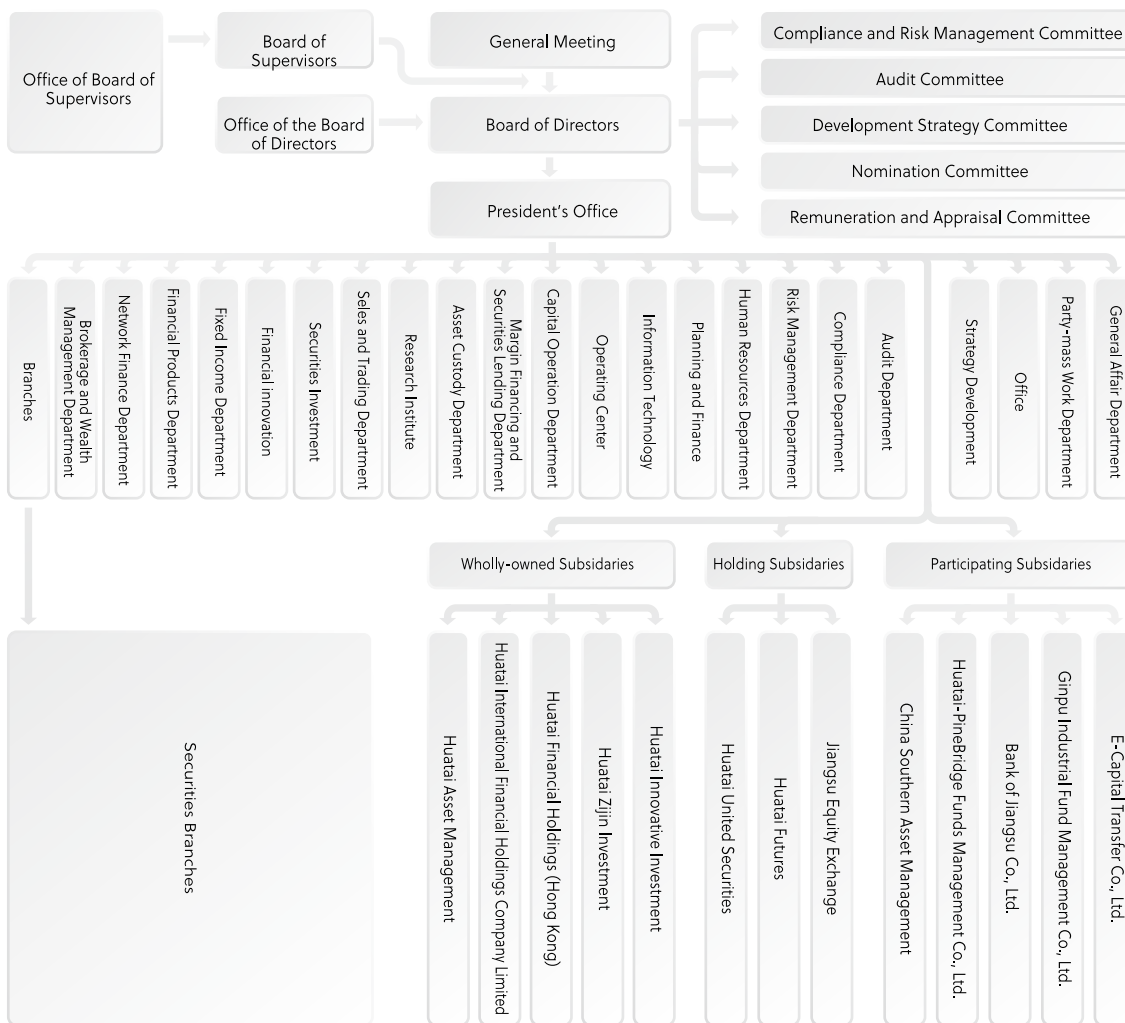 Office of Board of
Supervisors
Board of
Supervisors
General Meeting
Office of the Board
of Directors
Board of Directors
President's Office
Compliance and Risk Management Committee
Audit Committee
Development Strategy Committee
Nomination Committee
Remuneration and Appraisal Committee
Branches
Brokerage and Wealth
Management Department
Network Finance Department
Financial Products Department
Fixed Income Department
Financial innovation
Securities Investment
Seles and Trading Department
Research Institute
Asset Custody Department
Margin Financing and
Securities Lending Department
Capital Operation Department
Operating Center
Information Technology
Planning and Finance
Human Resources Department
Risk Management Department
Compliance Department
Audit Department
Strategy Development
Office
Party-mass Work Department
General Affair Department
Wholly-owned Subsidaries
Holding Subsidaries
Participating Subsidaries
Securities Branches
Huatai Asset Management
Huatai International Financial Holdings Company Limited
Huatai Financial Holdings (Hong Kong)
Huatai Zijin Investment
Huatai Innovative Investment
Huatai United Securities
Huatai Futures
Jiangsu Equity Exchange
China Southern Asset Management
Huatai-PineBridge Funds Management Co., Ltd.
Bank of Jiangsu Co., Ltd.
Ginpu Industrial Fund Management Co., Ltd.
E-Capital Transfer Co., Ltd.